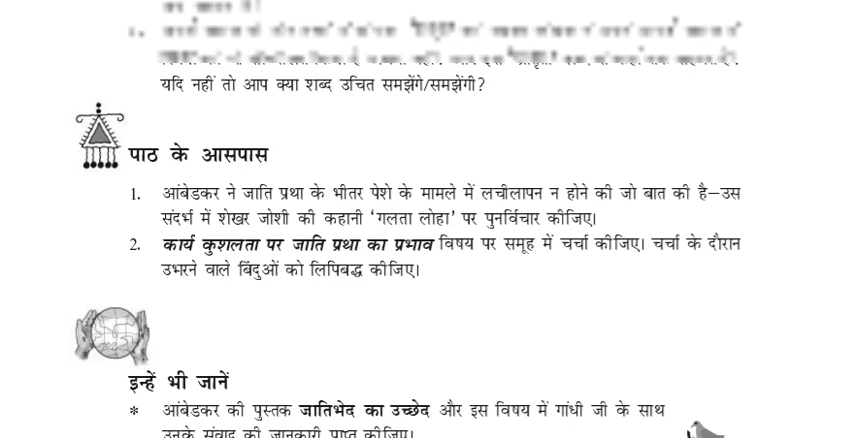 यदि नहीं तो आप क्या शब्द उचित समझेंगे/समझेंगी?
पाठ के आसपास
1. आंबेडकर ने जाति प्रथा के भीतर पेशे के मामले में लचीलापन न होने की जो बात की है—उस
संदर्भ में शेखर जोशी की कहानी ‘गलता लोहा’ पर पुनर्विचार कीजिए।
2. कार्य कुशलता पर जाति प्रथा का प्रभाव विषय पर समूह में चर्चा कीजिए। चर्चा के दौरान
उभरने वाले बिंदुओं को लिपिबद्ध कीजिए।
इन्हें भी जानें
* आंबेडकर की पुस्तक जातिभेद का उच्छेद और इस विषय में गांधी जी के साथ
उनके संवाद की जानकारी प्राप्त कीजिए।